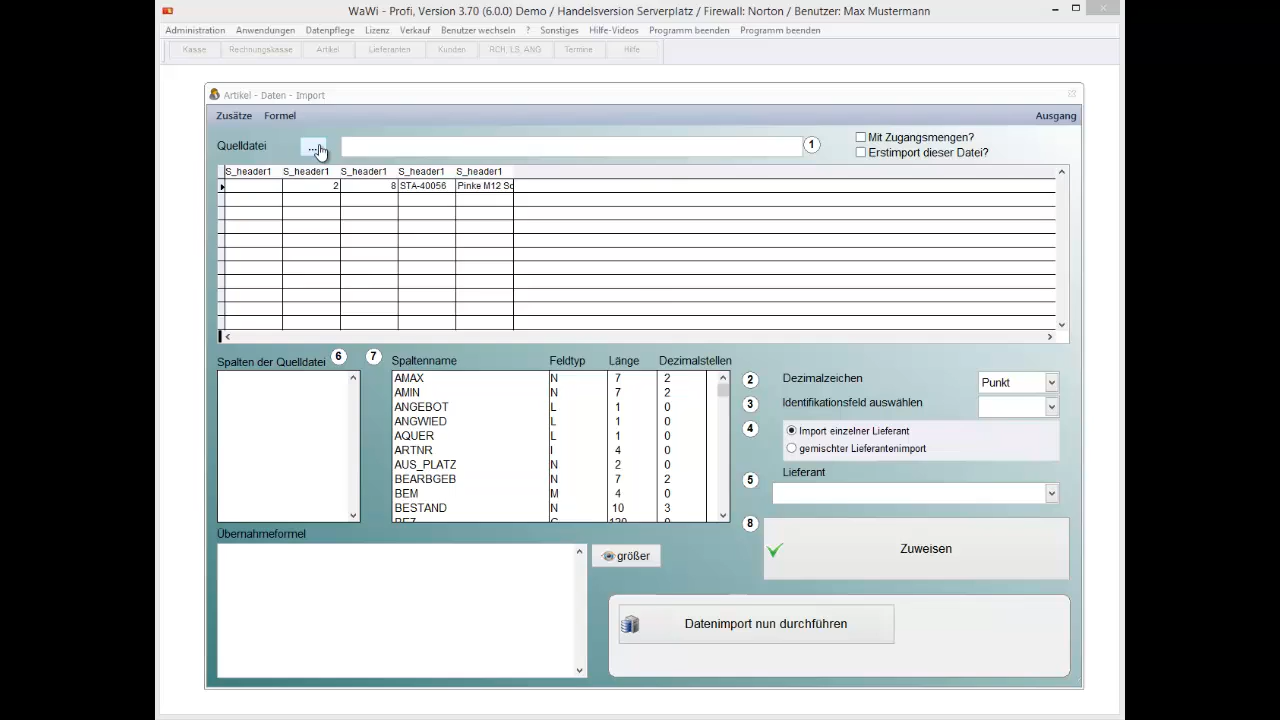 WaWi - Profi, Version 3.70 (6.0.0) Demo / Handelsversion Serverplatz / Firewall: Norton / Benutzer: Max Mustermann
Administration Anwendungen Datenpflege Lizenz Verkauf Benutzer wechseln ? Sonstiges Hilfe-Videos Programm beenden Programm beenden
Kasse Rechnungskasse Artikel Lieferanten Kunden RCH, LS, ANG Termine Hilfe
Artikel - Daten - Import
Zusätze Formel Ausgang
Quelldatei ... 1 Mit Zugangsmengen?
Erstimport dieser Datei?
S_header1 S_header1 S_header1 S_header1 S_header1
2 8 STA-40056 Pinke M12 Sc
Spalten der Quelldatei 6 7 Spaltenname Feldtyp Länge Dezimalstellen
AMAX N 7 2
AMIN N 7 2
ANGEBOT L 1 0
ANGWIED L 1 0
AQUER L 1 0
ARTNR I 4 0
AUS_PLATZ N 2 0
BEARBGEB N 7 2
BEM M 4 0
BESTAND N 10 3
BEZ C 120 0
2 Dezimalzeichen Punkt
3 Identifikationsfeld auswählen
4 Import einzelner Lieferant
gemischter Lieferantenimport
Lieferant
5
8 Zuweisen
Übernahmeformel
größer
Datenimport nun durchführen